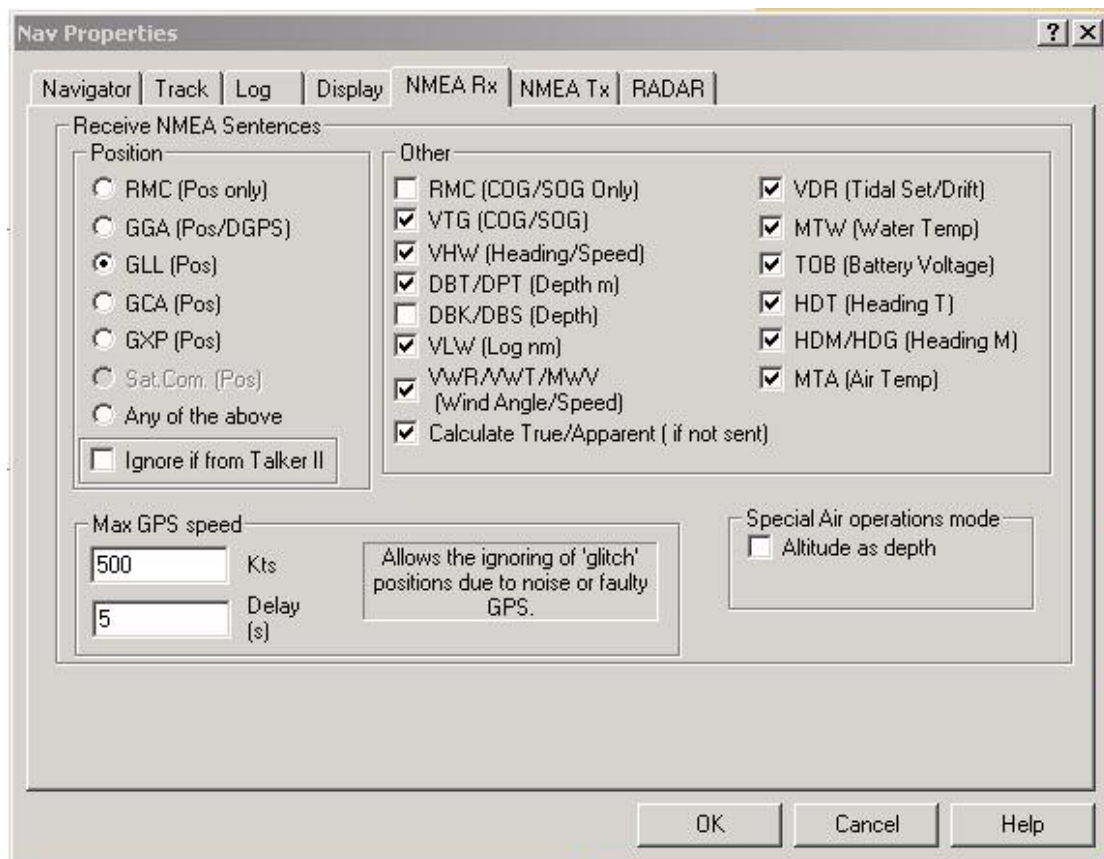 Nav Properties
Navigator Track Log Display NMEA Rx NMEA Tx RADAR
Receive NMEA Sentences
Position
RMC (Pos only)
GGA (Pos/DGPS)
GLL (Pos)
GCA (Pos)
GXP (Pos)
Sat.Com. (Pos)
Any of the above
Ignore if from Talker II
Other
RMC (COG/SOG Only)
VTG (COG/SOG)
VHW (Heading/Speed)
DBT/DPT (Depth m)
DBK/DBS (Depth)
VLW (Log nm)
VWR/VWT/MWV
(Wind Angle/Speed)
Calculate True/Apparent ( if not sent)
VDR (Tidal Set/Drift)
MTW (Water Temp)
TOB (Battery Voltage)
HDT (Heading T)
HDM/HDG (Heading M)
MTA (Air Temp)
Max GPS speed
500 Kts
5 Delay
(s)
Allows the ignoring of 'glitch'
positions due to noise or faulty
GPS.
Special Air operations mode
Altitude as depth
OK Cancel Help